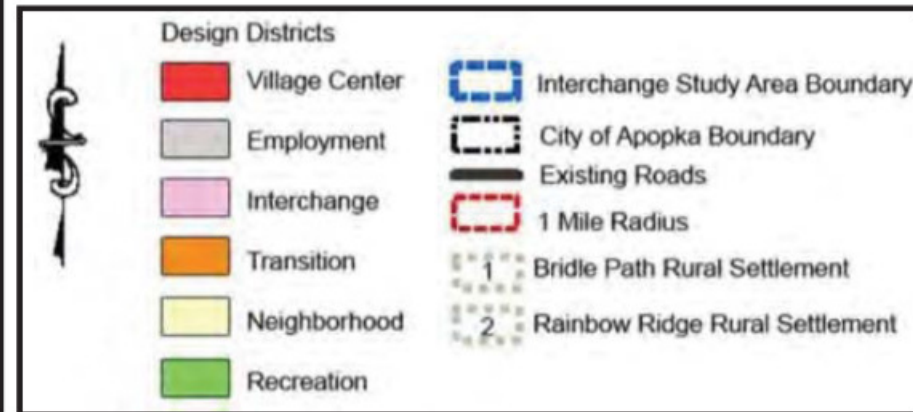 Design Districts
Village Center
Employment
Interchange
Transition
Neighborhood
Recreation
Interchange Study Area Boundary
City of Apopka Boundary
Existing Roads
1 Mile Radius
1 Bridle Path Rural Settlement
2 Rainbow Ridge Rural Settlement